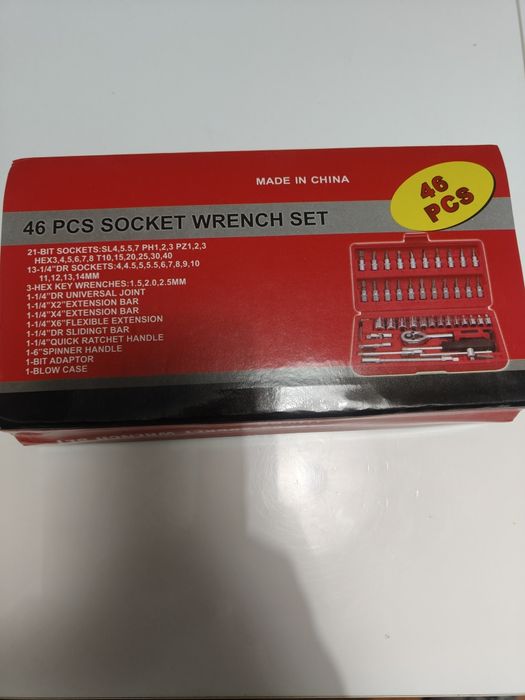 MADE IN CHINA
46
PCS
46 PCS SOCKET WRENCH SET
21-BIT SOCKETS:SL4,5.5,7 PH1,2,3 PZ1,2,3
HEX3,4,5,6,7,8 T10,15,20,25,30,40
13-1/4"DR SOCKETS:4,4.5,5,5.5,6,7,8,9,10
11,12,13,14MM
3-HEX KEY WRENCHES:1.5,2.0,2.5MM
1-1/4"DR UNIVERSAL JOINT
1-1/4"X2"EXTENSION BAR
1-1/4"X4"EXTENSION BAR
1-1/4"X6"FLEXIBLE EXTENSION
1-1/4"DR SLIDINGT BAR
1-1/4"QUICK RATCHET HANDLE
1-6"SPINNER HANDLE
1-BIT ADAPTOR
1-BLOW CASE